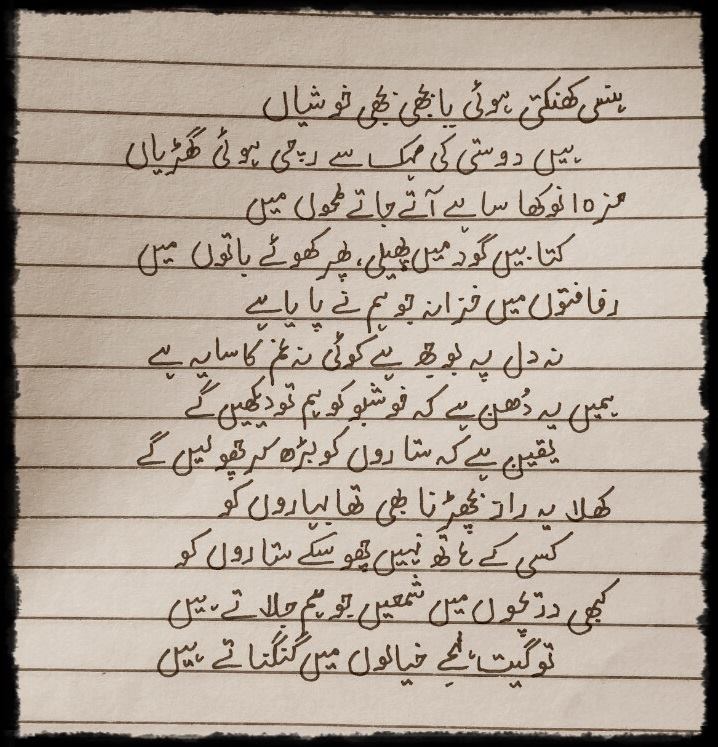 ہنسی کھنکتی ہوئی یا بجھی بجھی خوشیاں
ہیں دوستی کی مہک سے رچی ہوئی گھڑیاں
مزہ انوکھا سا ہے آتے جاتے لمحوں میں
کتابیں گود میں پھیلی، پھر کھوئے باتوں میں
رفاقتوں میں خزانہ جو ہم نے پایا ہے
نہ دل پہ بوجھ ہے کوئی نہ غم کا سایہ ہے
ہمیں یہ دُھن ہے کہ خوشبو کو ہم تو دیکھیں گے
یقین ہے کہ ستاروں کو بڑھ کر چھو لیں گے
کھلا یہ راز بچھڑنا بھی تھا بہاروں کو
کسی کے ہاتھ نہیں چھو سکے ستاروں کو
کبھی دریچوں میں شمعیں جو ہم جلاتے ہیں
تو گیت، لمحے خیالوں میں گنگناتے ہیں